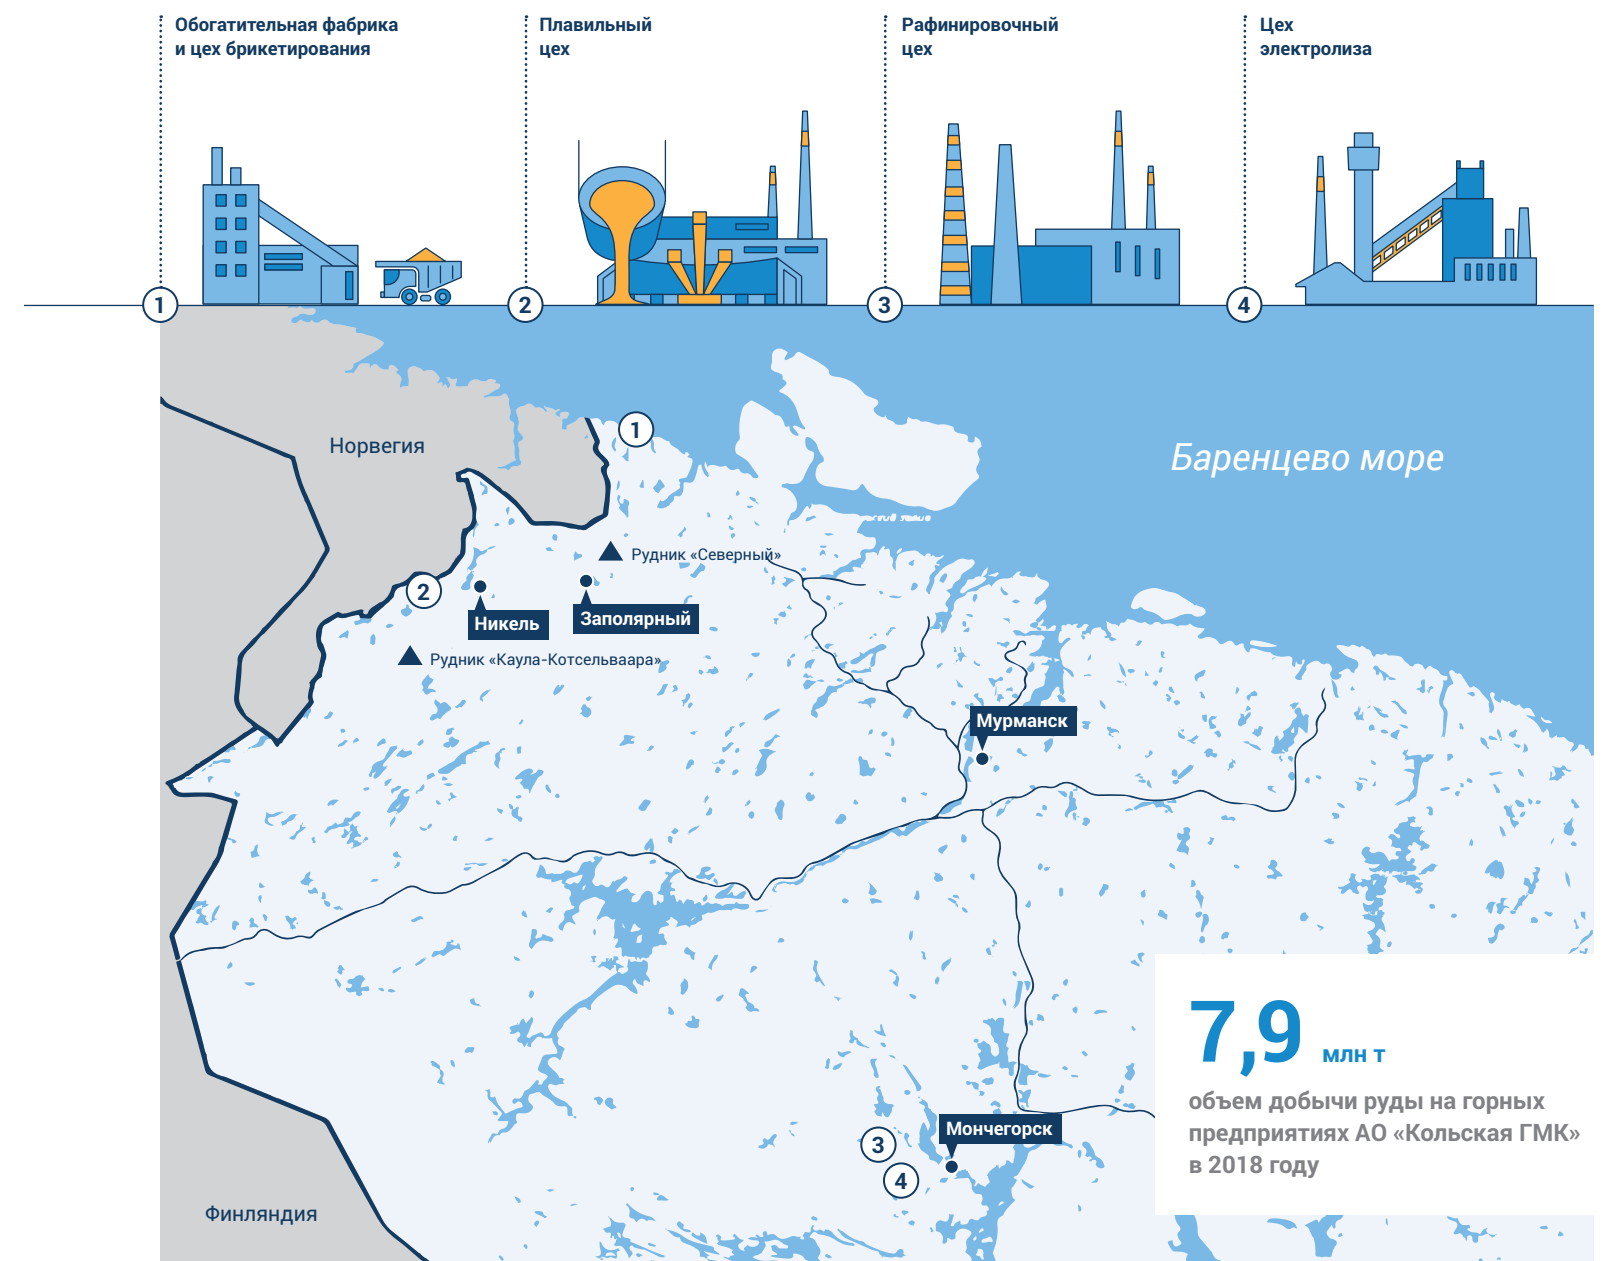 Обогатительная фабрика
и цех брикетирования
Плавильный
цех
Рафинировочный
цех
Цех
электролиза
1
2
3
4
Норвегия
1
Баренцево море
Рудник «Северный»
2
Никель
Заполярный
Рудник «Каула-Котсельваара»
Мурманск
7,9 млн т
объем добычи руды на горных
предприятиях АО «Кольская ГМК»
в 2018 году
Мончегорск
3
4
Финляндия